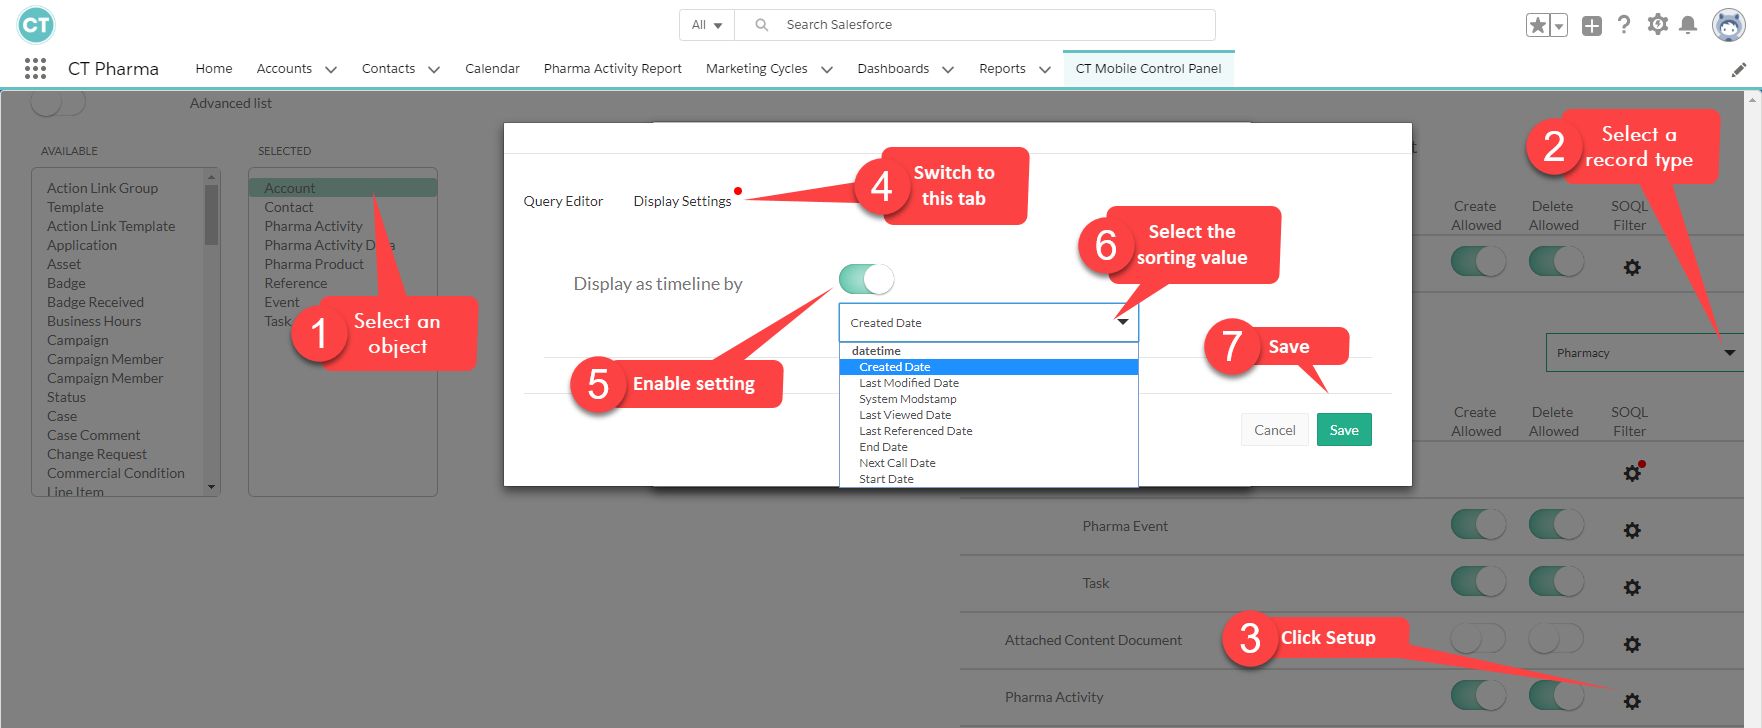 CT
All
Search Salesforce
CT Pharma
Home
Accounts
Contacts
Calendar
Pharma Activity Report
Marketing Cycles
Dashboards
Reports
CT Mobile Control Panel
Advanced list
AVAILABLE
Action Link Group
Template
Action Link Template
Application
Asset
Badge
Badge Received
Business Hours
Campaign
Campaign Member
Campaign Member
Status
Case
Case Comment
Change Request
Commercial Condition
Line Item
SELECTED
Account
Contact
Pharma Activity
Pharma Activity Da a
Pharma Product
Reference
Event
Task
1
Select an
object
Query Editor
Display Settings
4
Switch to
this tab
Display as timeline by
6
Select the
sorting value
Created Date
datetime
Created Date
Last Modified Date
System Modstamp
Last Viewed Date
Last Referenced Date
End Date
Next Call Date
Start Date
5
Enable setting
7
Save
Cancel
Save
t
2
Select a
record type
Create
Allowed
Delete
Allowed
SOQL
Filter
Pharmacy
Create
Allowed
Delete
Allowed
SOQL
Filter
Pharma Event
Task
Attached Content Document
3
Click Setup
Pharma Activity